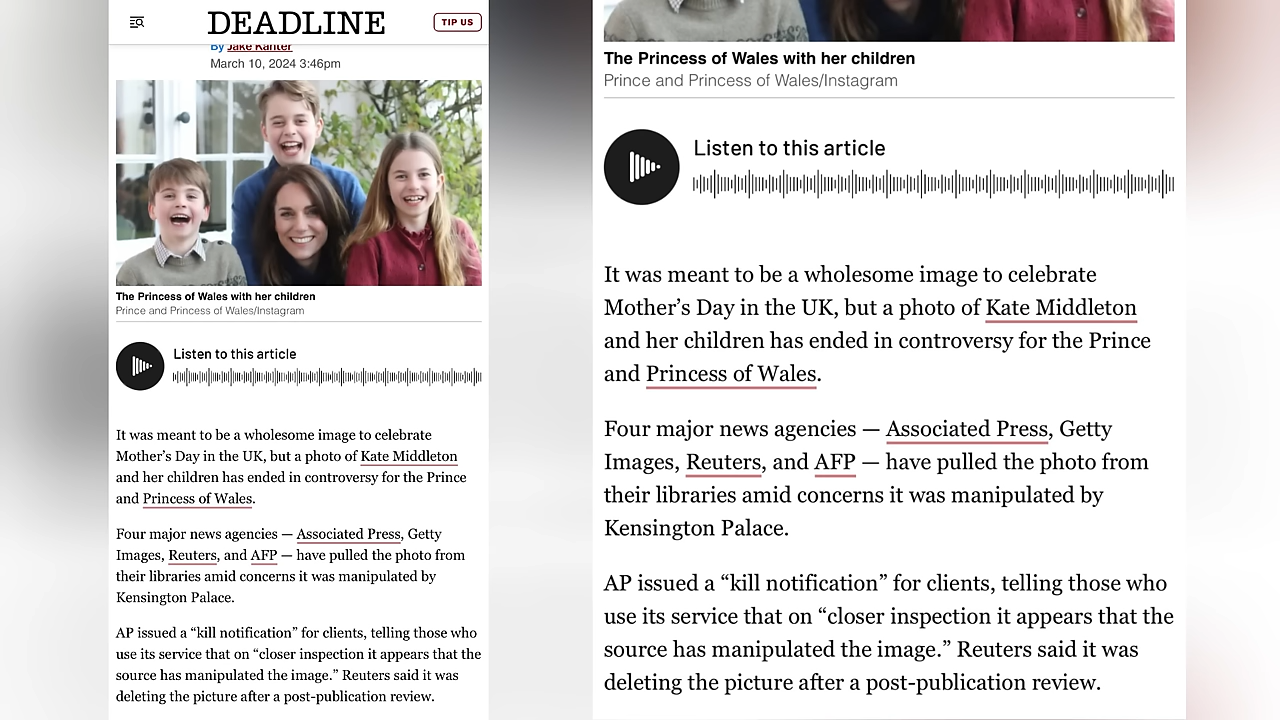 DEADLINE
TIP US
By Jake Kanter
March 10, 2024 3:46pm
The Princess of Wales with her children
Prince and Princess of Wales/Instagram
Listen to this article
It was meant to be a wholesome image to celebrate
Mother’s Day in the UK, but a photo of Kate Middleton
and her children has ended in controversy for the Prince
and Princess of Wales.
Four major news agencies — Associated Press, Getty
Images, Reuters, and AFP — have pulled the photo from
their libraries amid concerns it was manipulated by
Kensington Palace.
AP issued a “kill notification” for clients, telling those who
use its service that on “closer inspection it appears that the
source has manipulated the image.” Reuters said it was
deleting the picture after a post-publication review.
The Princess of Wales with her children
Prince and Princess of Wales/Instagram
Listen to this article
It was meant to be a wholesome image to celebrate
Mother’s Day in the UK, but a photo of Kate Middleton
and her children has ended in controversy for the Prince
and Princess of Wales.
Four major news agencies — Associated Press, Getty
Images, Reuters, and AFP — have pulled the photo from
their libraries amid concerns it was manipulated by
Kensington Palace.
AP issued a “kill notification” for clients, telling those who
use its service that on “closer inspection it appears that the
source has manipulated the image.” Reuters said it was
deleting the picture after a post-publication review.